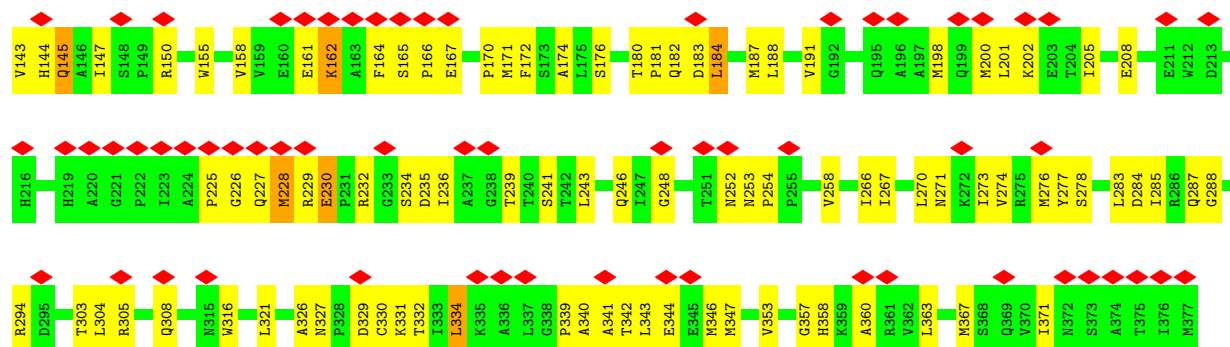 V143 H144 Q145 A146 I147 S148 P149 R150 W155 V158 V159 E160 E161 K162 A163 F164 S165 P166 E167 P170 M171 F172 S173 A174 L175 S176 T180 P181 Q182 D183 L184 M187 L188 V191 G192 Q195 A196 A197 M198 Q199 M200 L201 K202 E203 T204 I205 E208 E211 W212 D213
H216 H219 A220 G221 P222 I223 A224 P225 G226 Q227 M228 R229 E230 P231 R232 G233 S234 D235 I236 A237 G238 T239 T240 S241 T242 L243 Q246 I247 G248 T251 N252 N253 P254 P255 V258 I266 I267 L270 N271 K272 I273 V274 R275 M276 Y277 S278 L283 D284 I285 R286 Q287 G288
R294 D295 T303 L304 R305 Q308 N315 W316 L321 A326 N327 P328 D329 C330 K331 T332 T333 L334 K335 A336 L337 G338 P339 A340 A341 T342 L343 E344 E345 M346 M347 V353 G357 H358 K359 A360 R361 V362 L363 M367 S368 Q369 V370 I371 N372 S373 A374 T375 I376 M377